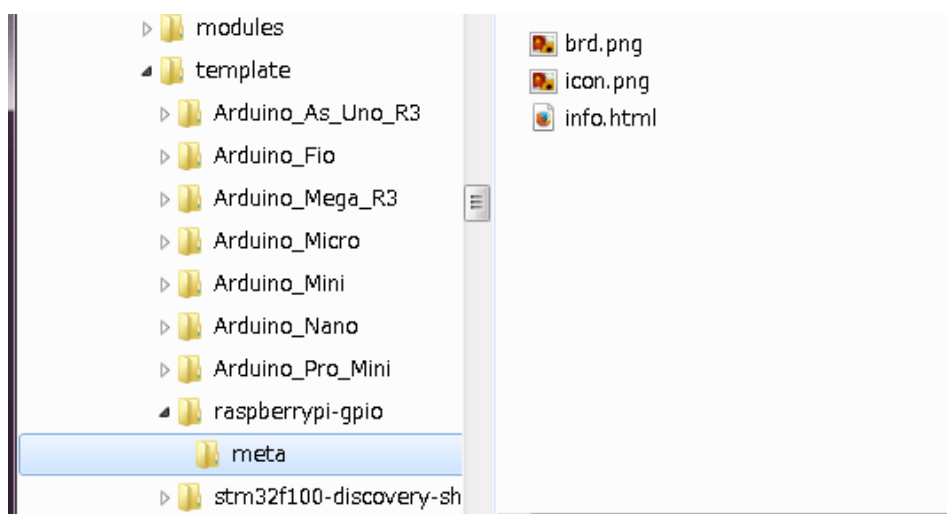 modules
template
Arduino_As_Uno_R3
Arduino_Fio
Arduino_Mega_R3
Arduino_Micro
Arduino_Mini
Arduino_Nano
Arduino_Pro_Mini
raspberrypi-gpio
meta
stm32f100-discovery-sh
brd.png
icon.png
info.html